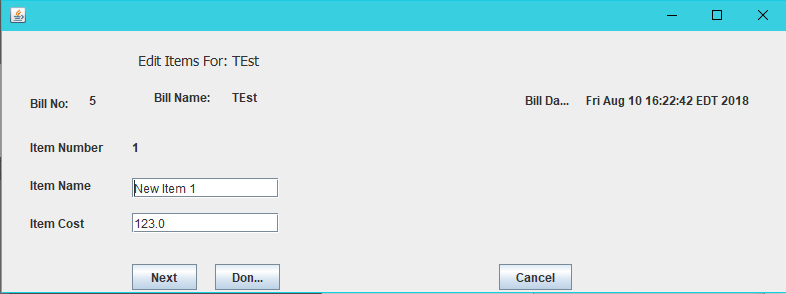 Edit Items For: TEst
Bill No: 5 Bill Name: TEst Bill Da... Fri Aug 10 16:22:42 EDT 2018
Item Number 1
Item Name New Item 1
Item Cost 123.0
Next Don... Cancel